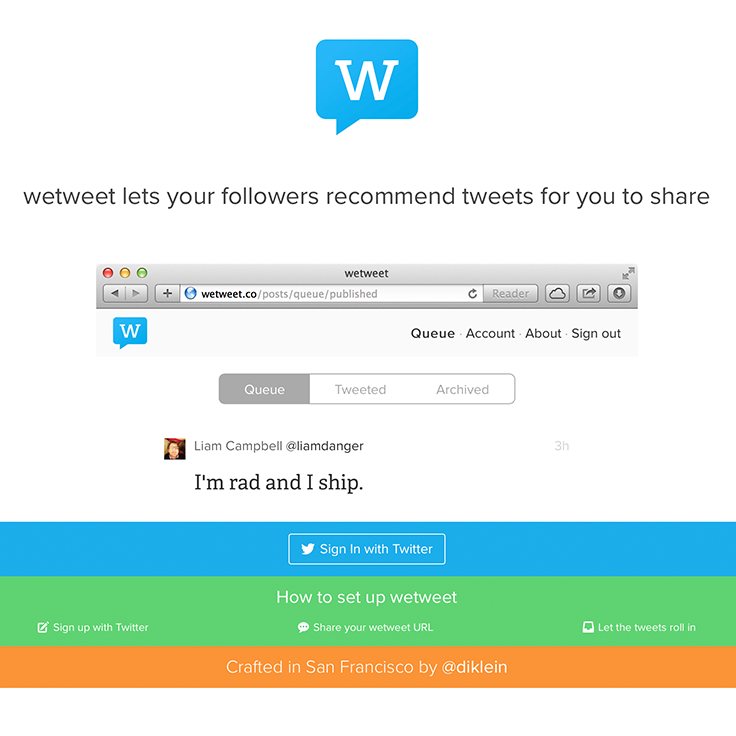 W
wetweet lets your followers recommend tweets for you to share
wetweet
wetweet.co/posts/queue/published
Reader
W
Queue · Account · About · Sign out
Queue
Tweeted
Archived
Liam Campbell @liamdanger 3h
I'm rad and I ship.
Sign In with Twitter
How to set up wetweet
Sign up with Twitter
Share your wetweet URL
Let the tweets roll in
Crafted in San Francisco by @diklein